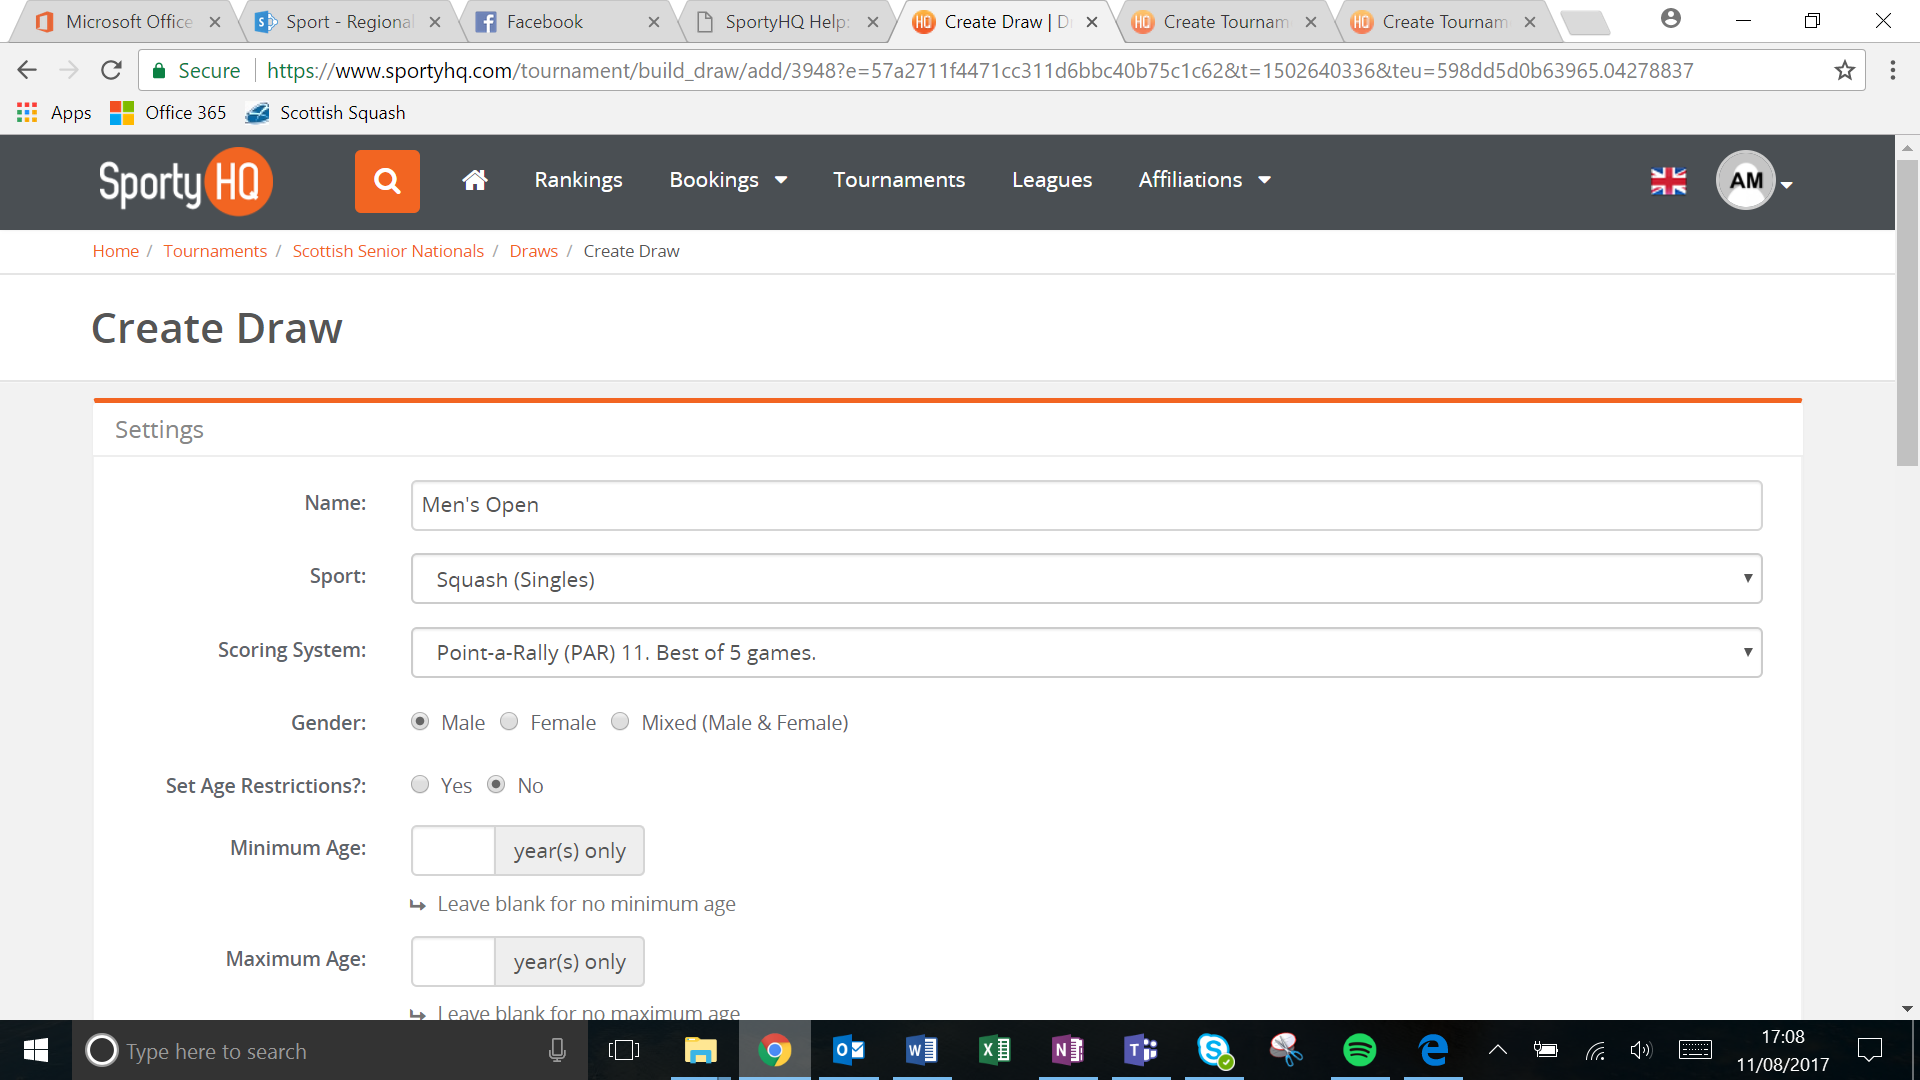 Microsoft Office
Sport - Regional
Facebook
SportyHQ Help:
HQ Create Draw | D
HQ Create Tournam
HQ Create Tournam
Secure https://www.sportyhq.com/tournament/build_draw/add/3948?e=57a2711f4471cc311d6bbc40b75c1c62&t=1502640336&teu=598dd5d0b63965.04278837
Apps Office 365 Scottish Squash
Sporty HQ Rankings Bookings Tournaments Leagues Affiliations AM
Home / Tournaments / Scottish Senior Nationals / Draws / Create Draw
Create Draw
Settings
Name: Men's Open
Sport: Squash (Singles)
Scoring System: Point-a-Rally (PAR) 11. Best of 5 games.
Gender: Male Female Mixed (Male & Female)
Set Age Restrictions?: Yes No
Minimum Age: year(s) only
Leave blank for no minimum age
Maximum Age: year(s) only
Leave blank for no maximum age
Type here to search
17:08
11/08/2017